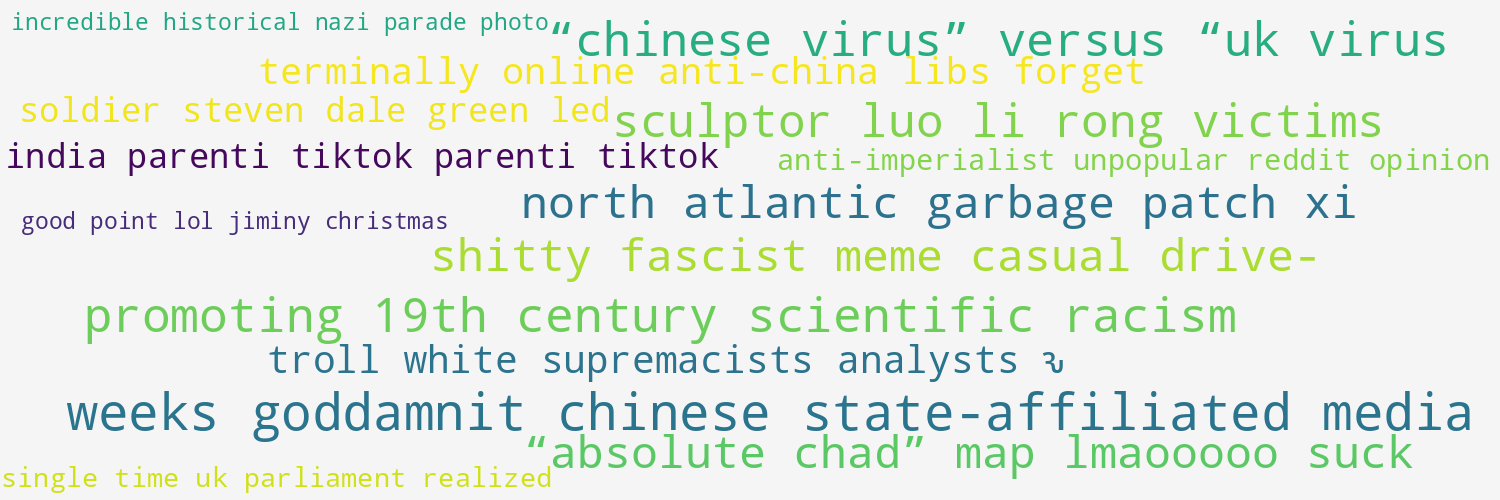 incredible historical nazi parade photo
“chinese virus” versus “uk virus
terminally online anti-china libs forget
soldier steven dale green led
sculptor luo li rong victims
india parenti tiktok parenti tiktok
anti-imperialist unpopular reddit opinion
north atlantic garbage patch xi
good point lol jiminy christmas
shitty fascist meme casual drive-
promoting 19th century scientific racism
troll white supremacists analysts
weeks goddamnit chinese state-affiliated media
“absolute chad” map lmaooooo suck
single time uk parliament realized